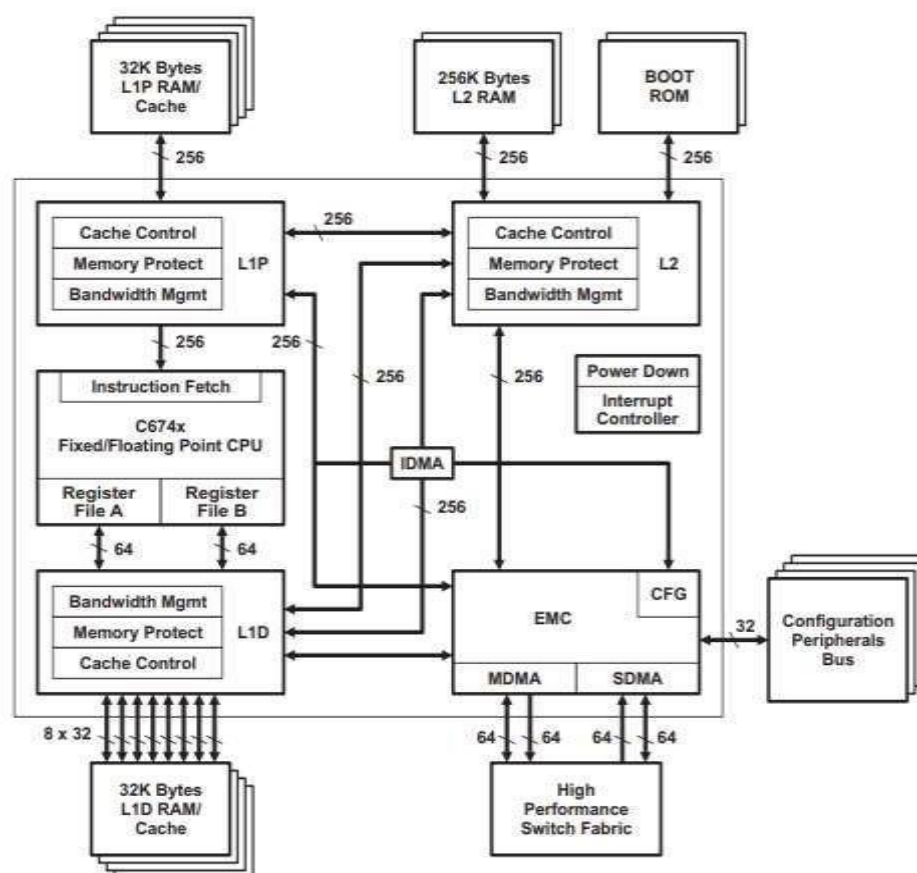 32K Bytes
L1P RAM/
Cache
256K Bytes
L2 RAM
BOOT
ROM
256
256
256
Cache Control
Memory Protect
Bandwidth Mgmt
L1P
256
Cache Control
Memory Protect
Bandwidth Mgmt
L2
256
256
256
256
Instruction Fetch
C674x
Fixed/Floating Point CPU
Register
File A
Register
File B
Power Down
Interrupt
Controller
IDMA
256
64
64
Bandwidth Mgmt
Memory Protect
Cache Control
L1D
EMC
CFG
MDMA
SDMA
32
Configuration
Peripherals
Bus
8 x 32
64
64
64
64
32K Bytes
L1D RAM/
Cache
High
Performance
Switch Fabric